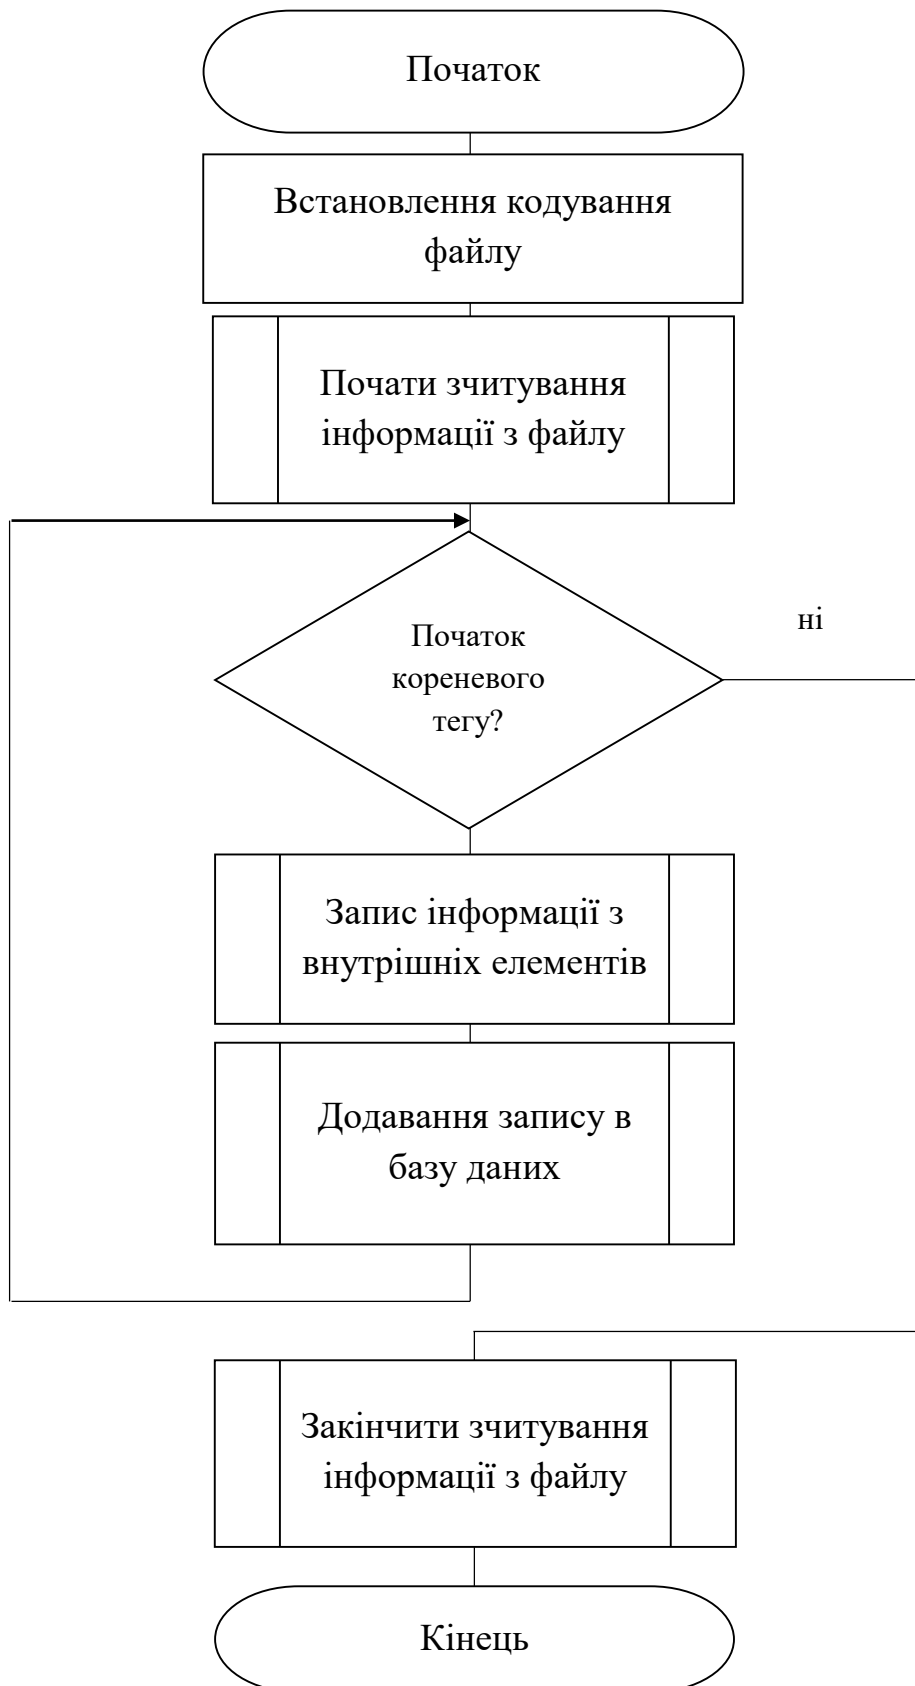 Початок
Встановлення кодування
файлу
Почати зчитування
інформації з файлу
ні
Початок
кореневого
тегу?
Запис інформації з
внутрішніх елементів
Додавання запису в
базу даних
Закінчити зчитування
інформації з файлу
Кінець